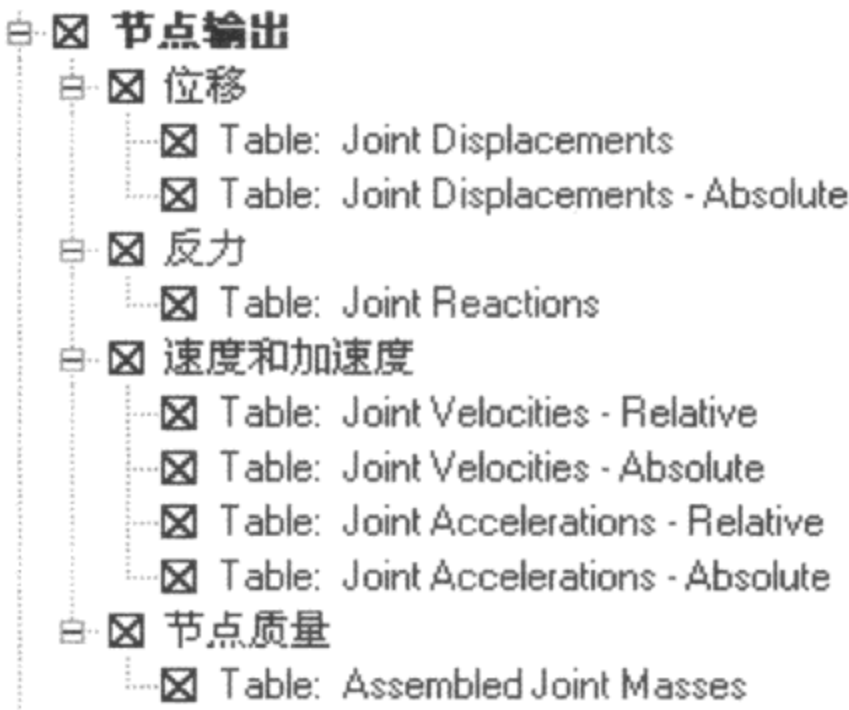 节点输出
位移
Table: Joint Displacements
Table: Joint Displacements - Absolute
反力
Table: Joint Reactions
速度和加速度
Table: Joint Velocities - Relative
Table: Joint Velocities - Absolute
Table: Joint Accelerations - Relative
Table: Joint Accelerations - Absolute
节点质量
Table: Assembled Joint Masses